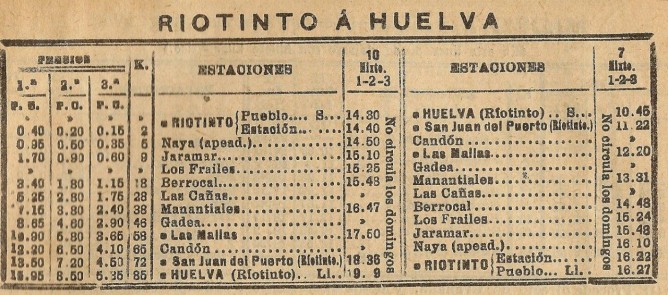 RIOTINTO Á HUELVA
PRECIOS K. ESTACIONES 10 Mixto. 1-2-3 ESTACIONES 7 Mixto. 1-2-3
1.ª 2.ª 3.ª
P. C. P. C. P. C.
» » » » RIOTINTO Pueblo.... S... 14.30 HUELVA (Riotinto).. S... 10.45
0.40 0.20 0.15 2 Estación.... 14.40 San Juan del Puerto (Riotinto.) 11.22
0.95 0.50 0.35 5 Naya (apead.) 14.50 Candón »
1.70 0.90 0.60 9 Jaramar 15.10 Las Mallas 12.20
» » » » Los Frailes 15.25 Gadea »
3.40 1.80 1.15 18 Berrocal 15.43 Manantiales 13.31
5.25 2.80 1.75 28 Las Cañas » Las Cañas »
7.15 3.80 2.40 38 Manantiales 16.47 Berrocal 14.48
8.65 4.60 2.90 46 Gadea » Los Frailes 15.24
5.80 3.65 Las Mallas 17.50 Jaramar 15.48
4.10 65 Candón » Naya (apead.) 16.10
13.50 7.20 4.50 72 San Juan del Puerto (Riotinto.) 18.36 RIOTINTO Estación 16.22
15.95 8.50 5.35 85 HUELVA (Riotinto).. Ll. 19. 9 Pueblo... Ll. 16.27
No circula los domingos
No circula los domingos